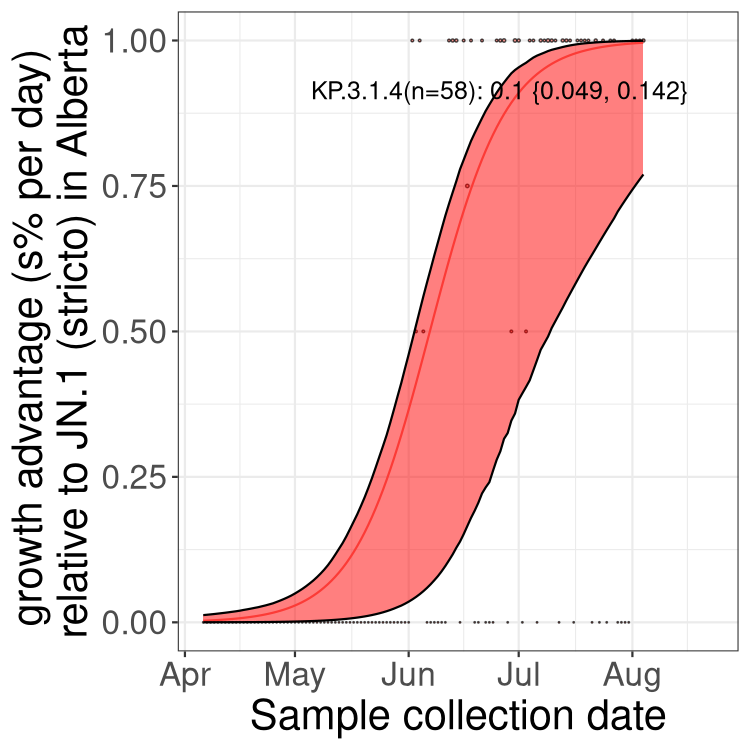 growth advantage (s% per day)
relative to JN.1 (stricto) in Alberta
1.00
0.75
0.50
0.25
0.00
KP.3.1.4(n=58): 0.1 {0.049, 0.142}
Apr May Jun Jul Aug
Sample collection date